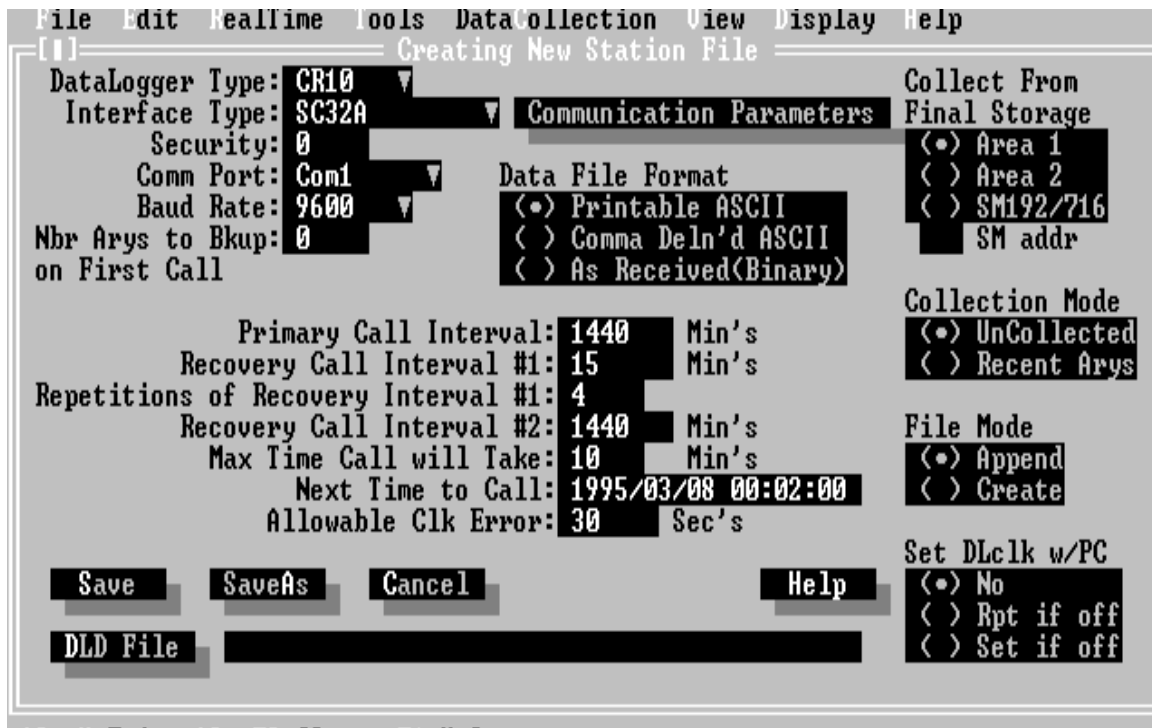 File Edit RealTime Tools DataCollection View Display Help
Creating New Station File
DataLogger Type: CR10
Interface Type: SC32A
Security: 0
Comm Port: Com1
Baud Rate: 9600
Nbr Arys to Bkup: 0
on First Call
Communication Parameters
Data File Format
(•) Printable ASCII
( ) Comma Deln'd ASCII
( ) As Received(Binary)
Collect From
Final Storage
(•) Area 1
( ) Area 2
( ) SM192/716
SM addr
Collection Mode
(•) UnCollected
( ) Recent Arys
Primary Call Interval: 1440 Min's
Recovery Call Interval #1: 15 Min's
Repetitions of Recovery Interval #1: 4
Recovery Call Interval #2: 1440 Min's
Max Time Call will Take: 10 Min's
Next Time to Call: 1995/03/08 00:02:00
Allowable Clk Error: 30 Sec's
File Mode
(•) Append
( ) Create
Set DLclk w/PC
(•) No
( ) Rpt if off
( ) Set if off
Save SaveAs Cancel Help
DLD File